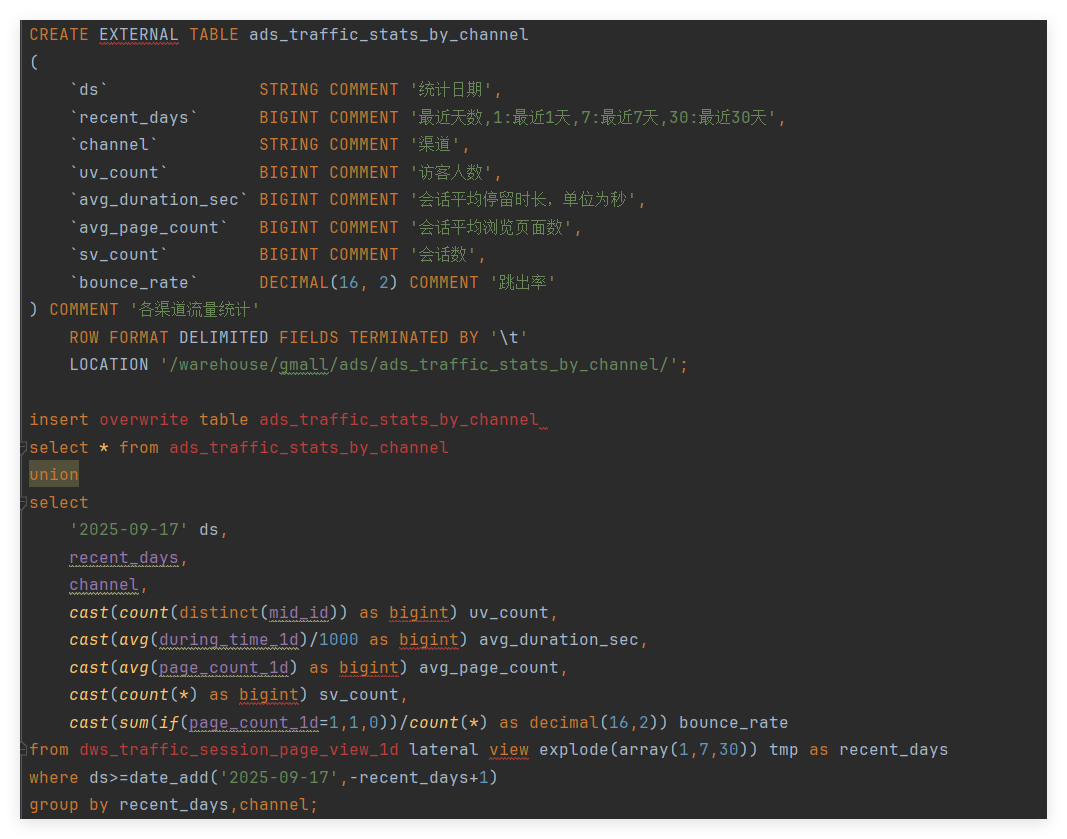 CREATE EXTERNAL TABLE ads_traffic_stats_by_channel
(
    `ds`               STRING COMMENT '统计日期',
    `recent_days`      BIGINT COMMENT '最近天数,1:最近1天,7:最近7天,30:最近30天',
    `channel`          STRING COMMENT '渠道',
    `uv_count`         BIGINT COMMENT '访客人数',
    `avg_duration_sec` BIGINT COMMENT '会话平均停留时长，单位为秒',
    `avg_page_count`   BIGINT COMMENT '会话平均浏览页面数',
    `sv_count`         BIGINT COMMENT '会话数',
    `bounce_rate`      DECIMAL(16, 2) COMMENT '跳出率'
) COMMENT '各渠道流量统计'
    ROW FORMAT DELIMITED FIELDS TERMINATED BY '\t'
    LOCATION '/warehouse/gmall/ads/ads_traffic_stats_by_channel/';
insert overwrite table ads_traffic_stats_by_channel
select * from ads_traffic_stats_by_channel
union
select
    '2025-09-17' ds,
    recent_days,
    channel,
    cast(count(distinct(mid_id)) as bigint) uv_count,
    cast(avg(during_time_1d)/1000 as bigint) avg_duration_sec,
    cast(avg(page_count_1d) as bigint) avg_page_count,
    cast(count(*) as bigint) sv_count,
    cast(sum(if(page_count_1d=1,1,0))/count(*) as decimal(16,2)) bounce_rate
from dws_traffic_session_page_view_1d lateral view explode(array(1,7,30)) tmp as recent_days
where ds>=date_add('2025-09-17',-recent_days+1)
group by recent_days,channel;